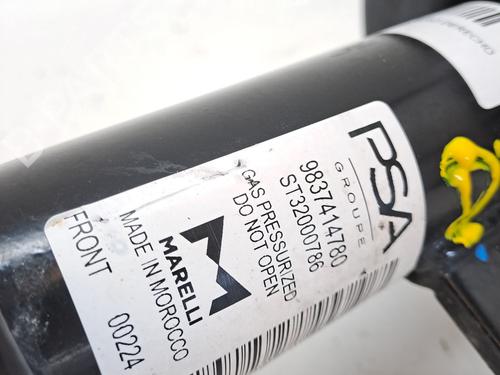 PSA
GROUPE
9837414780
ST32000786
GAS PRESSURIZED
DO NOT OPEN
MARELLI
MADE IN MOROCCO
FRONT
00224